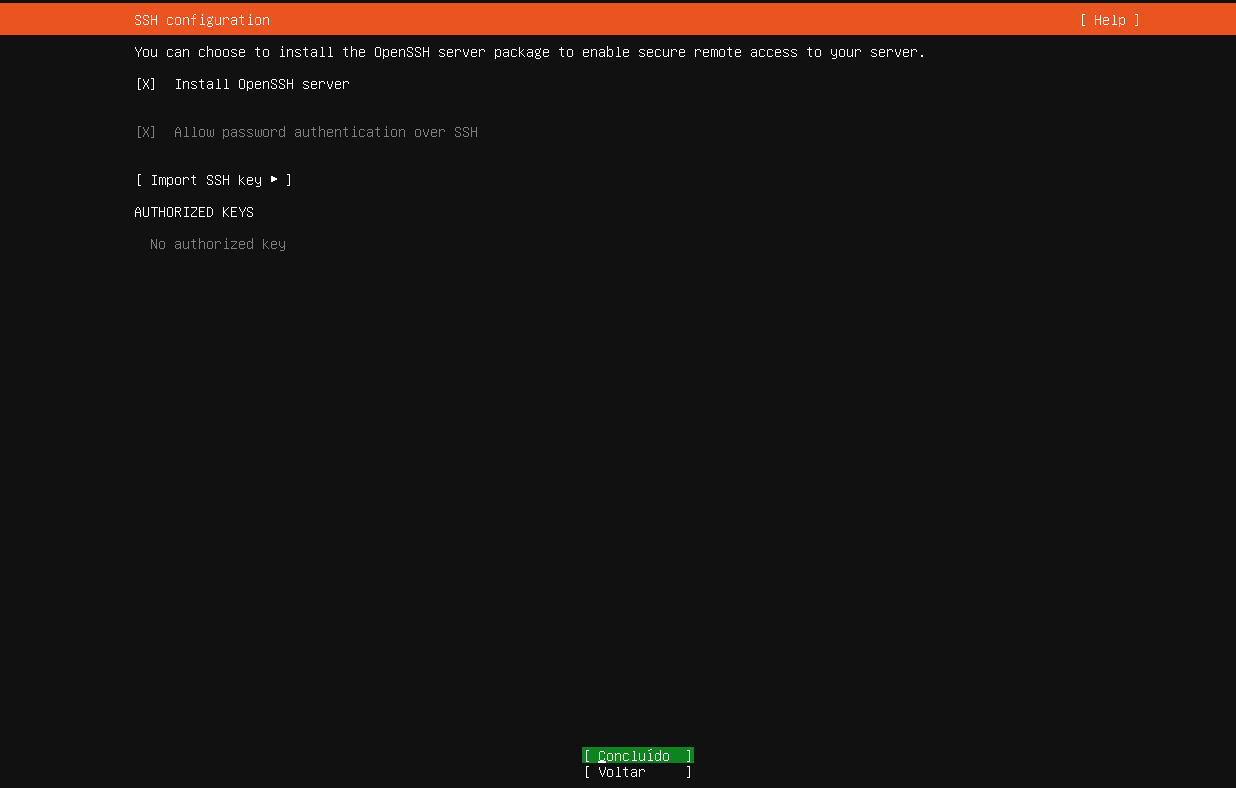 SSH configuration [ Help ]
You can choose to install the OpenSSH server package to enable secure remote access to your server.
[X] Install OpenSSH server
[X] Allow password authentication over SSH
[ Import SSH key ▸ ]
AUTHORIZED KEYS
No authorized key
[ Concluído ]
[ Voltar ]